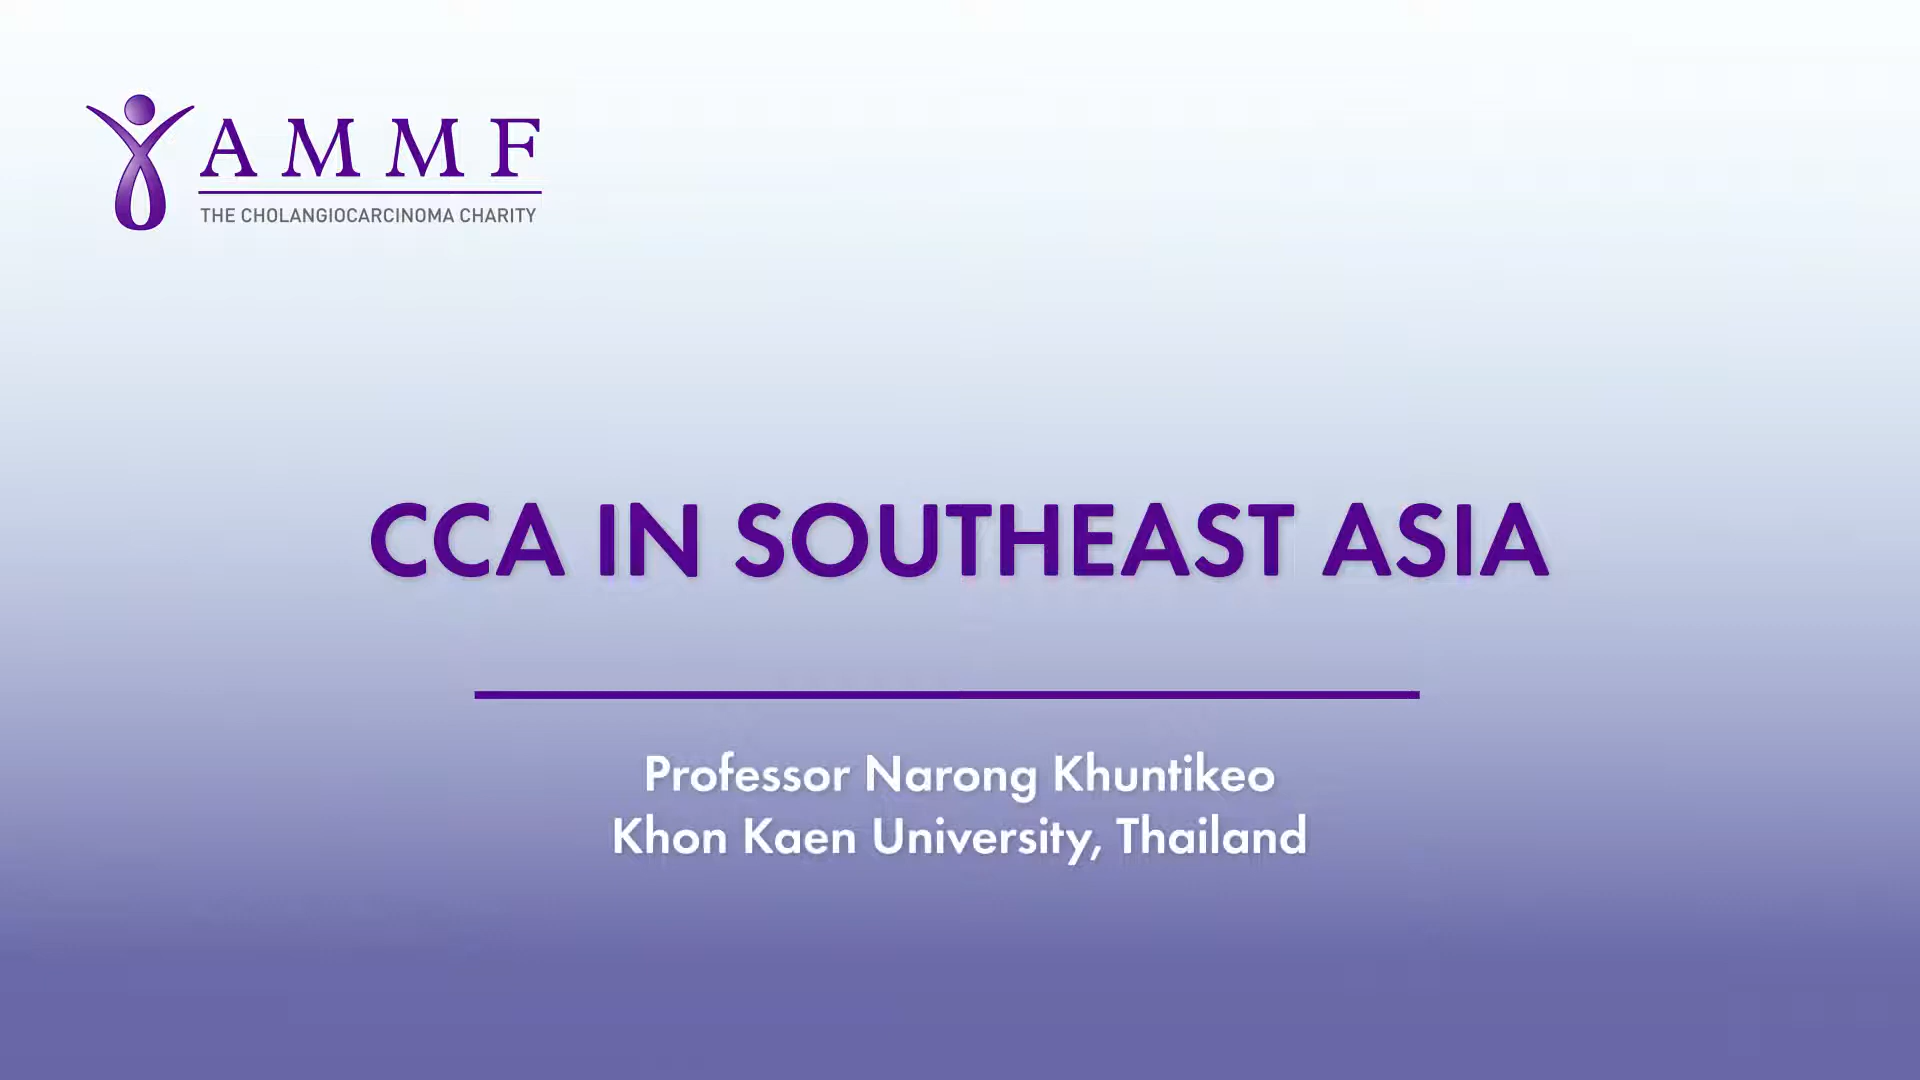 AMMF
THE CHOLANGIOCARCINOMA CHARITY
CCA IN SOUTHEAST ASIA
Professor Narong Khuntikeo
Khon Kaen University, Thailand